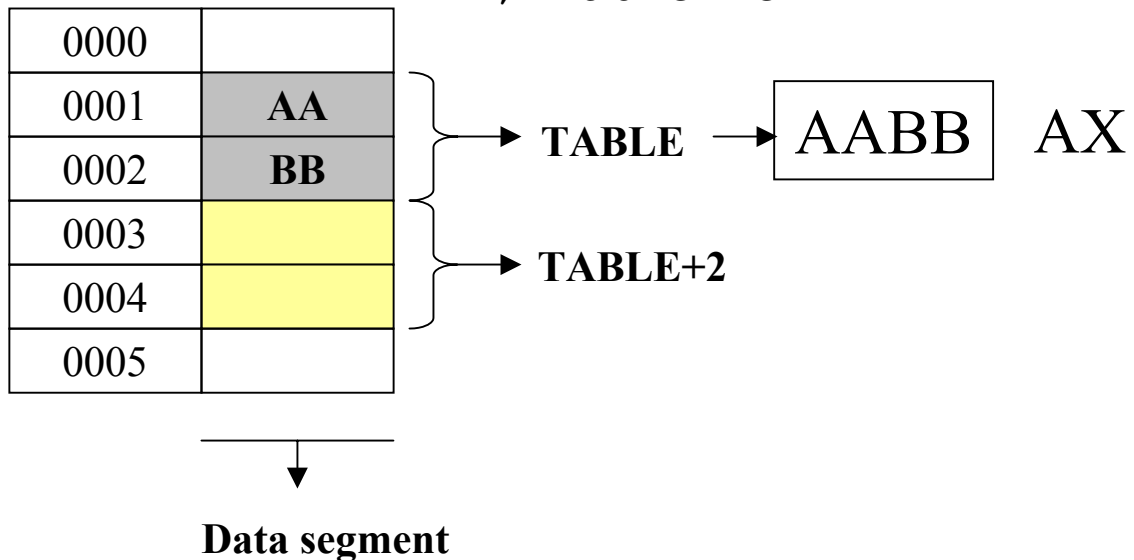 0000
0001 AA
0002 BB
0003
0004
0005
TABLE AABB AX
TABLE+2
Data segment